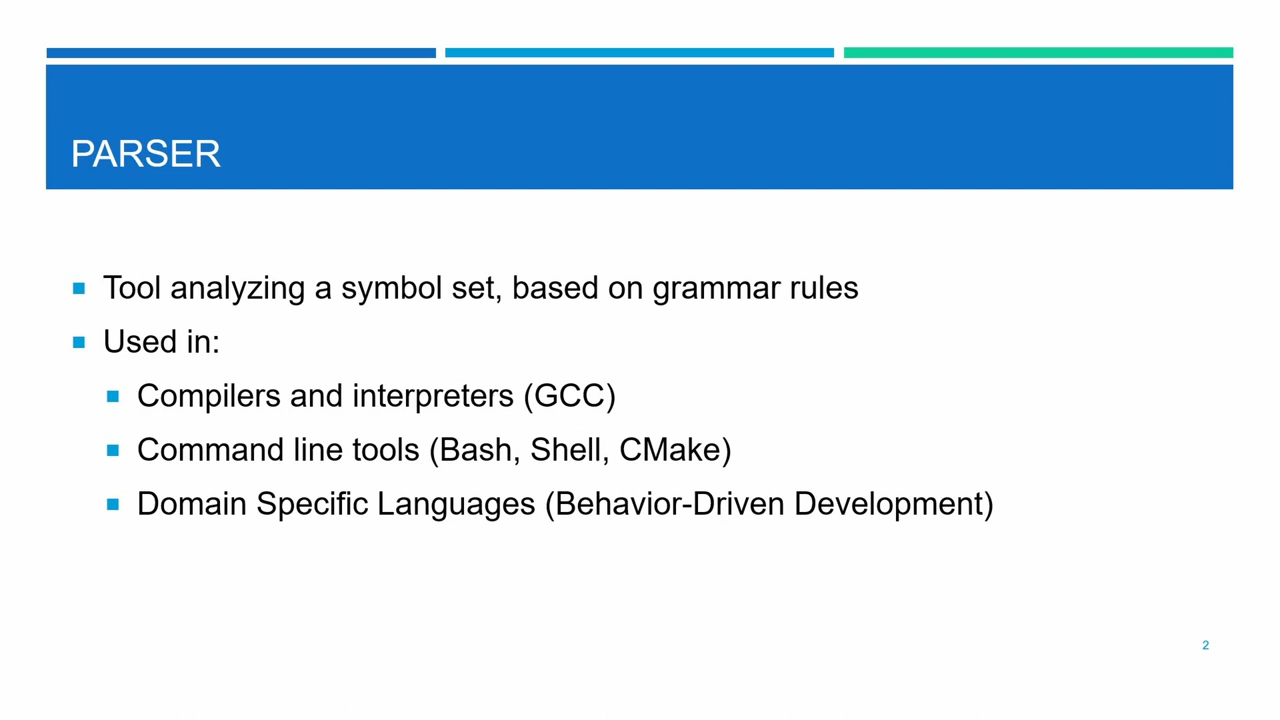 PARSER
Tool analyzing a symbol set, based on grammar rules
Used in:
Compilers and interpreters (GCC)
Command line tools (Bash, Shell, CMake)
Domain Specific Languages (Behavior-Driven Development)
2